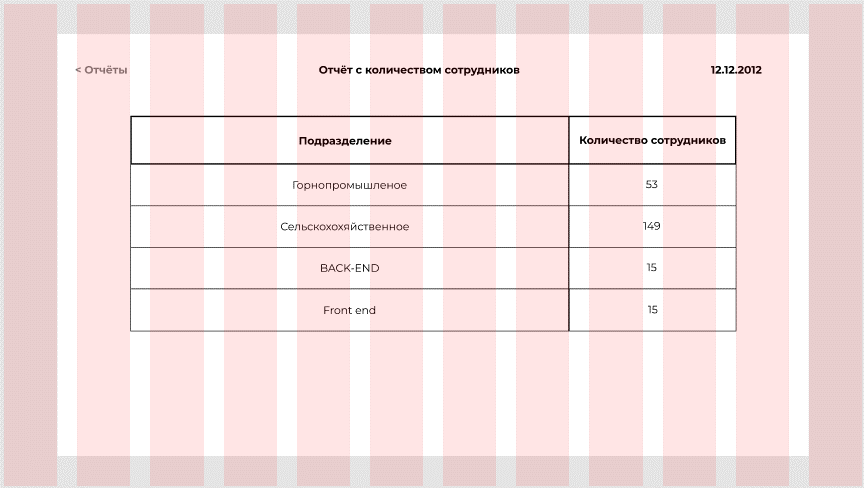 < Отчёты Отчёт с количеством сотрудников 12.12.2012
Подразделение Количество сотрудников
Горнопромышленое 53
Сельскохохяйственное 149
BACK-END 15
Front end 15